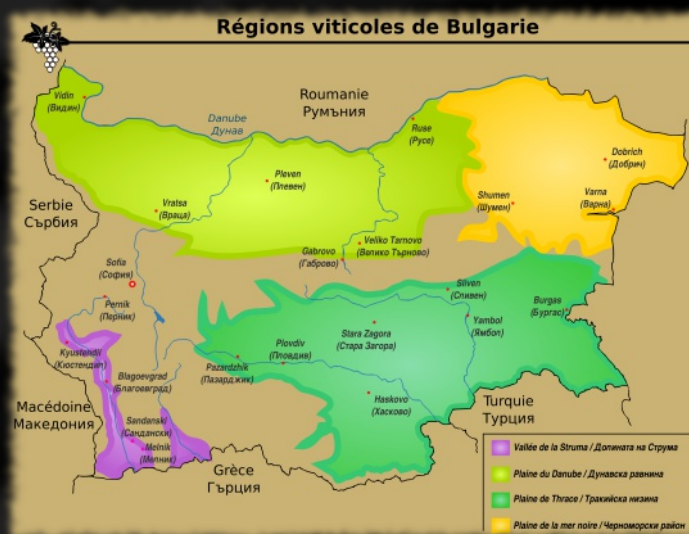 Régions viticoles de Bulgarie
Vidin
(Видин)
Roumanie
Румъния
Danube
Дунав
Ruse
(Русе)
Dobrich
(Добрич)
Pleven
(Плевен)
Vratsa
(Враца)
Shumen
(Шумен)
Varna
(Варна)
Serbie
Сърбия
Veliko Tarnovo
(Велико Търново)
Gabrovo
(Габрово)
Sofia
(София)
Sliven
(Сливен)
Pernik
(Перник)
Burgas
(Бургас)
Yambol
(Ямбол)
Stara Zagora
(Стара Загора)
Kyustendil
(Кюстендил)
Plovdiv
(Пловдив)
Pazardzhik
(Пазарджик)
Blagoevgrad
(Благоевград)
Haskovo
(Хасково)
Macédoine
Македония
Turquie
Турция
Sandanski
(Сандански)
Melnik
(Мелник)
Grèce
Гърция
Vallée de la Struma / Долината на Струма
Plaine du Danube / Дунавска равнина
Plaine de Thrace / Тракийска низина
Plaine de la mer noire / Черноморски район